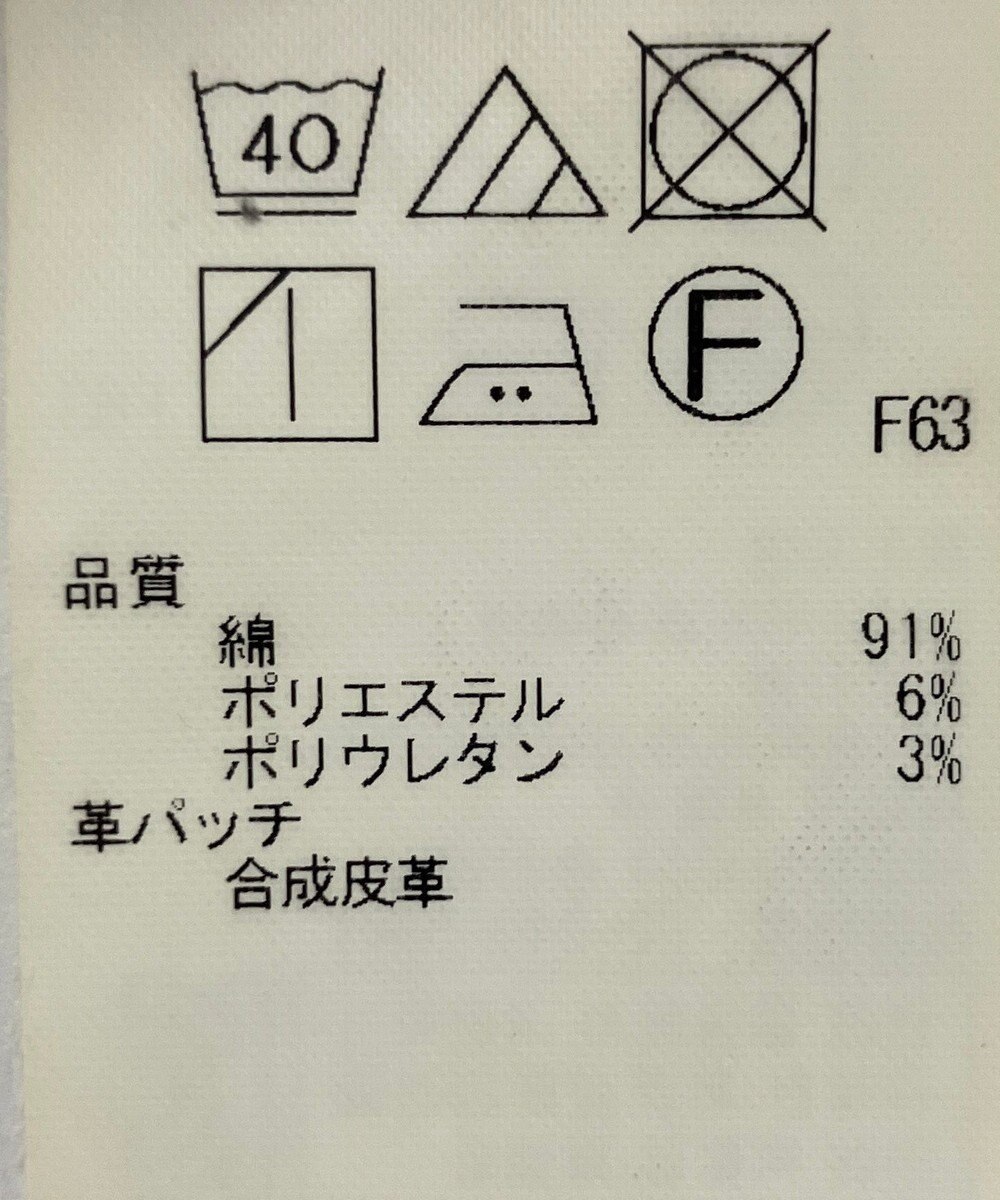 40
F
F63
品質
綿 91%
ポリエステル 6%
ポリウレタン 3%
革パッチ
合成皮革